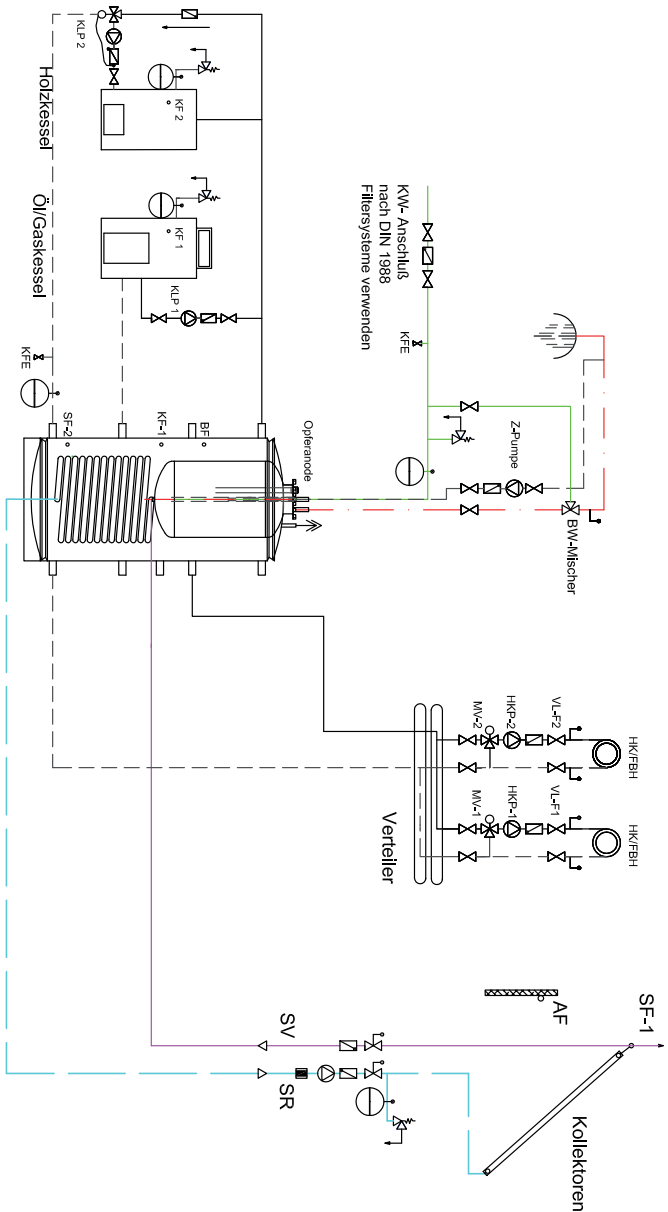 KLP 2
KF 2
Holzkessel
KF 1
Öl/Gaskessel
KLP 1
KFE
KW- Anschluß
nach DIN 1988
Filtersysteme verwenden
KFE
Z-Pumpe
BW-Mischer
Opferanode
BF
KF-1
SF-2
HK/FBH
VL-F2
HKP-2
MV-2
HK/FBH
VL-F1
HKP-1
MV-1
Verteiler
AF
SF-1
SV
SR
Kollektoren